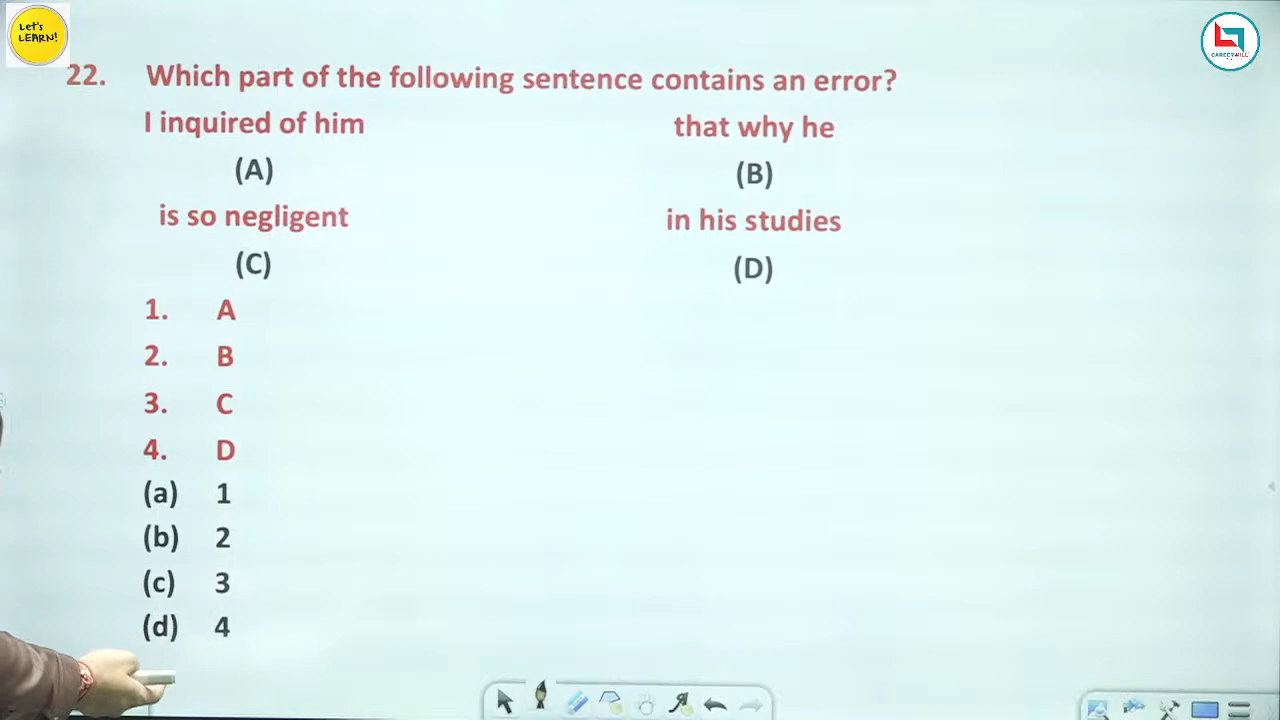 Let's
LEARN!
CAREERWILL
22. Which part of the following sentence contains an error?
I inquired of him that why he
(A) (B)
is so negligent in his studies
(C) (D)
1. A
2. B
3. C
4. D
(a) 1
(b) 2
(c) 3
(d) 4